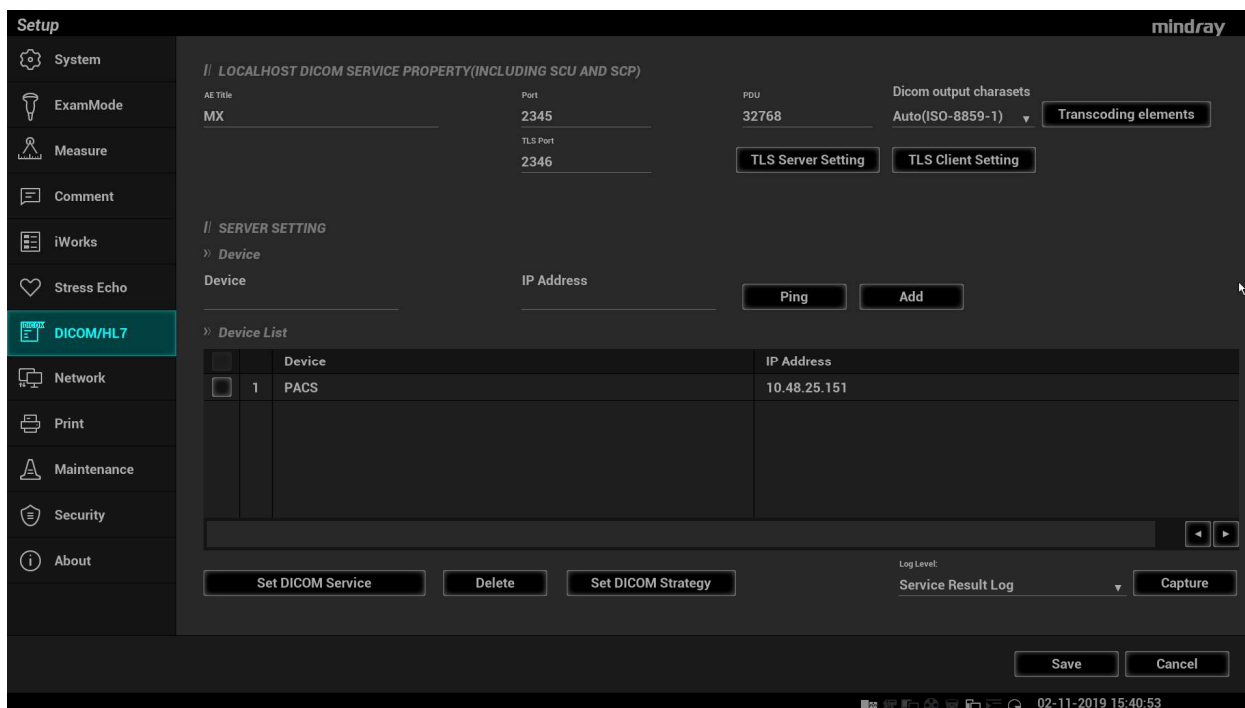 Setup
mindray
System
ExamMode
Measure
Comment
iWorks
Stress Echo
DICOM
DICOM/HL7
Network
Print
Maintenance
Security
About
// LOCALHOST DICOM SERVICE PROPERTY(INCLUDING SCU AND SCP)
AE Title Port PDU Dicom output charasets
MX 2345 32768 Auto(ISO-8859-1) Transcoding elements
TLS Port
2346 TLS Server Setting TLS Client Setting
// SERVER SETTING
» Device
Device IP Address
Ping Add
» Device List
Device IP Address
1 PACS 10.48.25.151
Set DICOM Service Delete Set DICOM Strategy
Log Level:
Service Result Log Capture
Save Cancel
02-11-2019 15:40:53